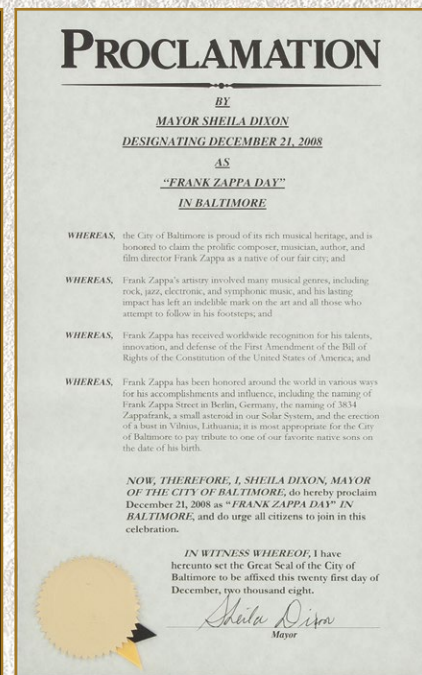 PROCLAMATION
BY
MAYOR SHEILA DIXON
DESIGNATING DECEMBER 21, 2008
AS
"FRANK ZAPPA DAY"
IN BALTIMORE
WHEREAS, the City of Baltimore is proud of its rich musical heritage, and is
honored to claim the prolific composer, musician, author, and
film director Frank Zappa as a native of our fair city; and
WHEREAS, Frank Zappa's artistry involved many musical genres, including
rock, jazz, electronic, and symphonic music, and his lasting
impact has left an indelible mark on the art and all those who
attempt to follow in his footsteps; and
WHEREAS, Frank Zappa has received worldwide recognition for his talents,
innovation, and defense of the First Amendment of the Bill of
Rights of the Constitution of the United States of America; and
WHEREAS, Frank Zappa has been honored around the world in various ways
for his accomplishments and influence, including the naming of
Frank Zappa Street in Berlin, Germany, the naming of 3834
Zappafrank, a small asteroid in our Solar System, and the erection
of a bust in Vilnius, Lithuania; it is most appropriate for the City
of Baltimore to pay tribute to one of our favorite native sons on
the date of his birth.
NOW, THEREFORE, I, SHEILA DIXON, MAYOR
OF THE CITY OF BALTIMORE, do hereby proclaim
December 21, 2008 as "FRANK ZAPPA DAY" IN
BALTIMORE, and do urge all citizens to join in this
celebration.
IN WITNESS WHEREOF, I have
hereunto set the Great Seal of the City of
Baltimore to be affixed this twenty first day of
December, two thousand eight.
Sheila Dixon
Mayor